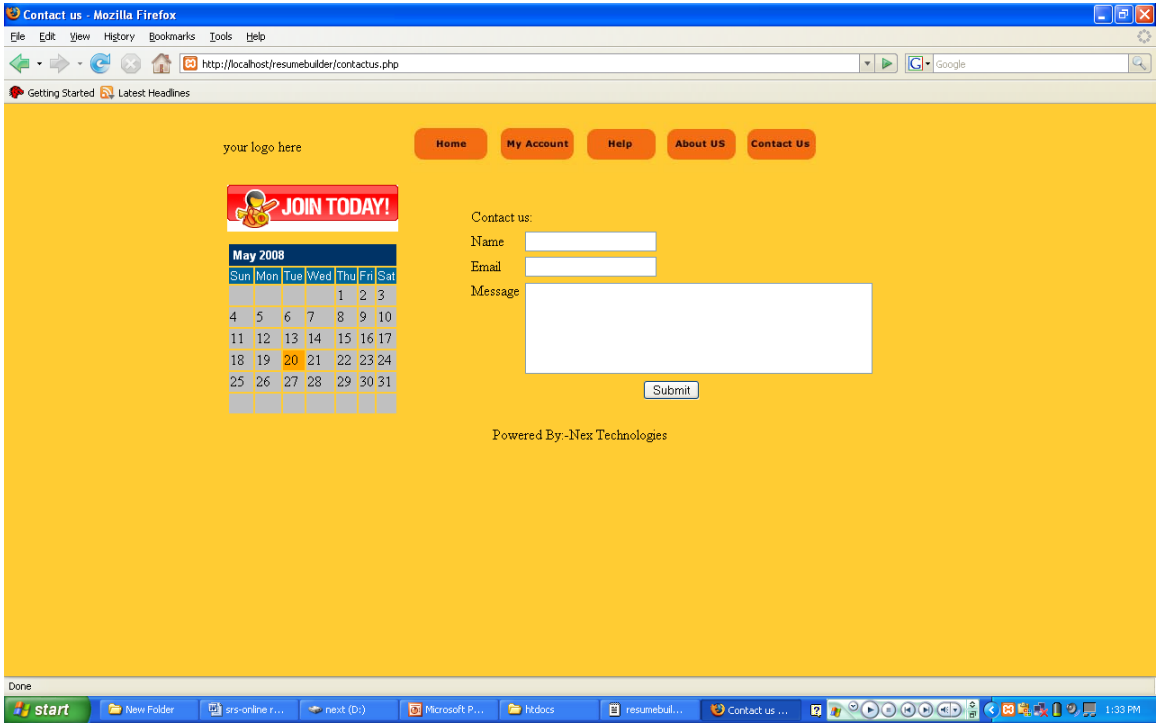 Contact us - Mozilla Firefox
File Edit View History Bookmarks Tools Help
http://localhost/resumebuilder/contactus.php
G Google
Getting Started Latest Headlines
your logo here
Home My Account Help About US Contact Us
JOIN TODAY!
May 2008
Sun Mon Tue Wed Thu Fri Sat
1 2 3
4 5 6 7 8 9 10
11 12 13 14 15 16 17
18 19 20 21 22 23 24
25 26 27 28 29 30 31
Contact us:
Name
Email
Message
Submit
Powered By:-Nex Technologies
Done
start New Folder srs-online r... next (D:) Microsoft P... htdocs resumebuil... Contact us ... 1:33 PM